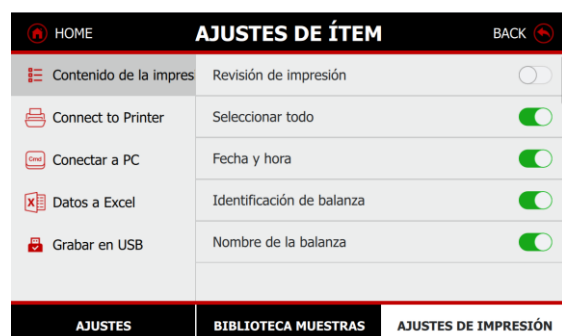 HOME
AJUSTES DE ÍTEM
BACK
Contenido de la impres
Revisión de impresión
Connect to Printer
Seleccionar todo
Cmd
Conectar a PC
Fecha y hora
Datos a Excel
Identificación de balanza
Grabar en USB
Nombre de la balanza
AJUSTES
BIBLIOTECA MUESTRAS
AJUSTES DE IMPRESIÓN